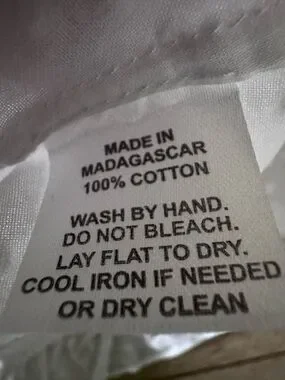 MADE IN
MADAGASCAR
100% COTTON
WASH BY HAND.
DO NOT BLEACH.
LAY FLAT TO DRY.
COOL IRON IF NEEDED
OR DRY CLEAN